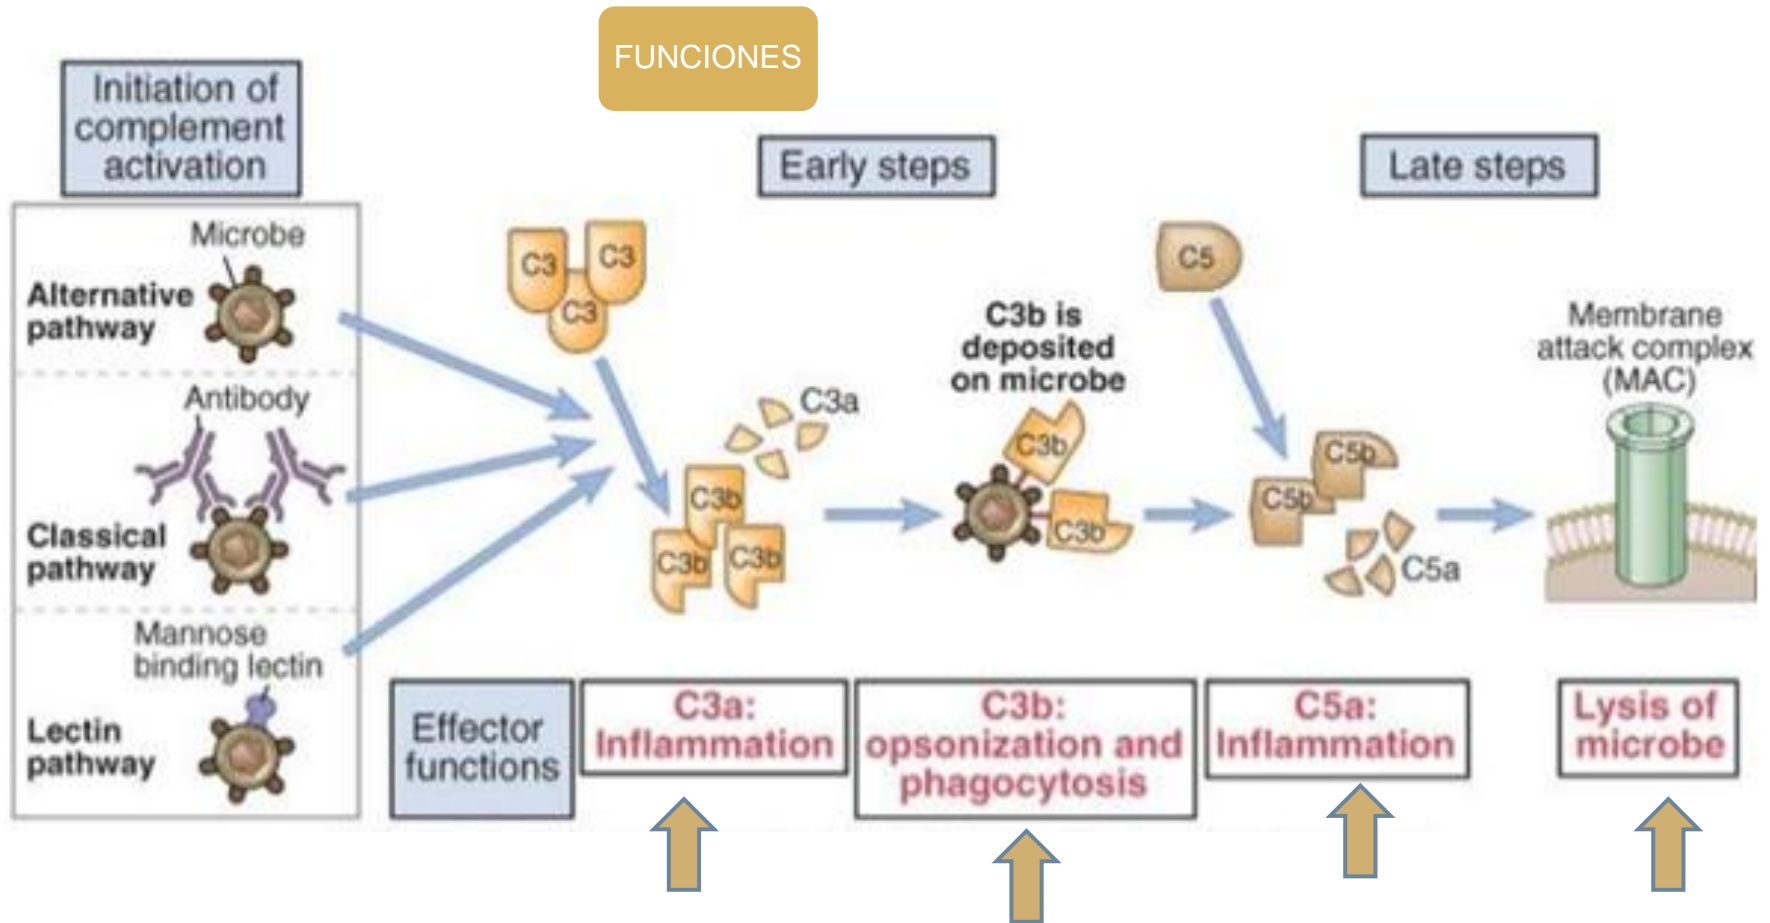 FUNCIONES
Initiation of
complement
activation
Early steps
Late steps
Microbe
Alternative
pathway
Antibody
Classical
pathway
Mannose
binding lectin
Lectin
pathway
C3
C3
C3
C3a
C3b
C3b
C3b
C3b is
deposited
on microbe
C3b
C3b
C5
C5b
C5b
C5a
Membrane
attack complex
(MAC)
Effector
functions
C3a:
Inflammation
C3b:
opsonization and
phagocytosis
C5a:
Inflammation
Lysis of
microbe